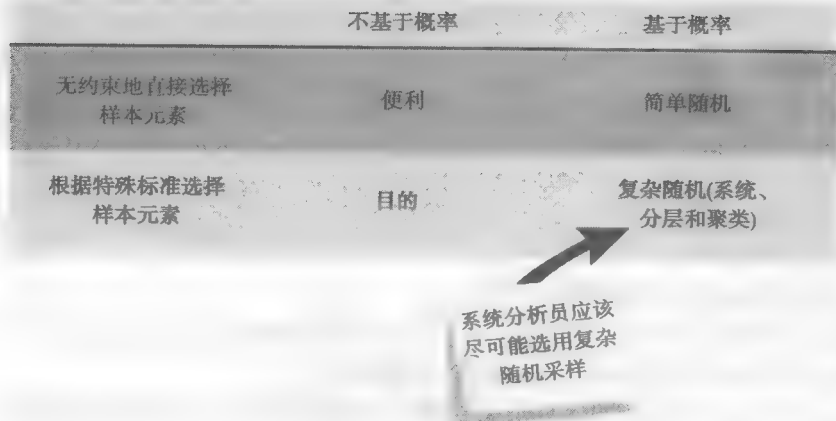 不基于概率 基于概率
无约束地直接选择
样本元素
便利
简单随机
根据特殊标准选择
样本元素
目的
复杂随机(系统、
分层和聚类)
系统分析员应该
尽可能选用复杂
随机采样